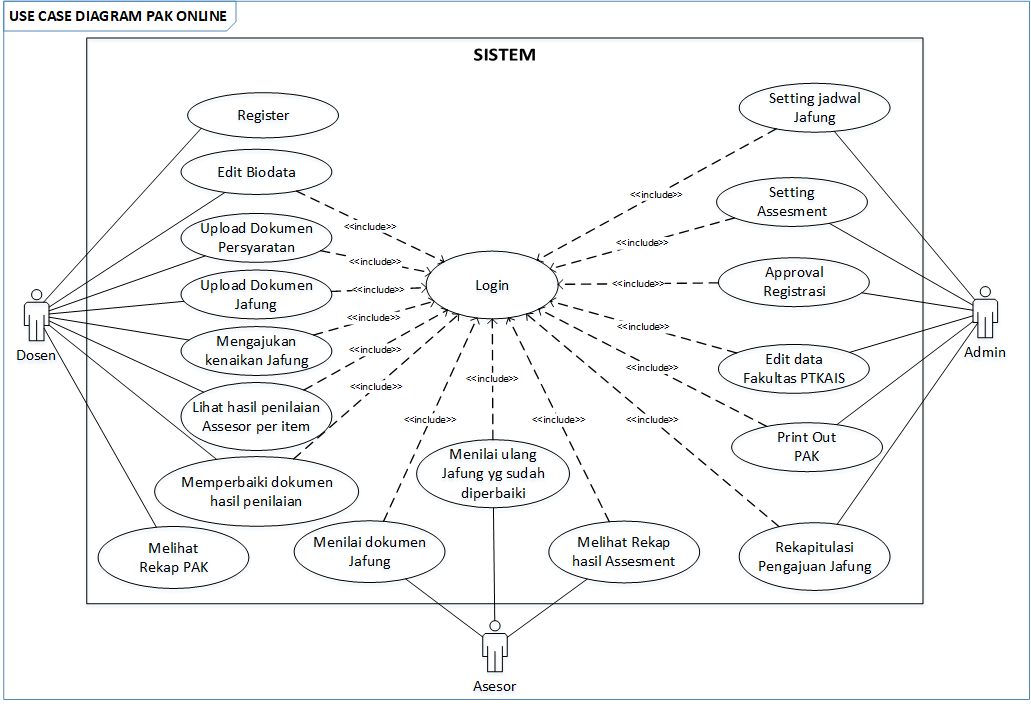 USE CASE DIAGRAM PAK ONLINE
SISTEM
Register
Edit Biodata
Upload Dokumen
Persyaratan
Upload Dokumen
Jafung
Mengajukan
kenaikan Jafung
Lihat hasil penilaian
Assesor per item
Memperbaiki dokumen
hasil penilaian
Melihat
Rekap PAK
Dosen
<<include>>
<<include>>
<<include>>
<<include>>
<<include>>
<<include>>
Login
<<include>>
<<include>>
<<include>>
Menilai dokumen
Jafung
Menilai ulang
Jafung yg sudah
diperbaiki
Melihat Rekap
hasil Assesment
Asesor
<<include>>
<<include>>
<<include>>
<<include>>
<<include>>
<<include>>
Setting jadwal
Jafung
Setting
Assesment
Approval
Registrasi
Edit data
Fakultas PTKAIS
Print Out
PAK
Rekapitulasi
Pengajuan Jafung
Admin